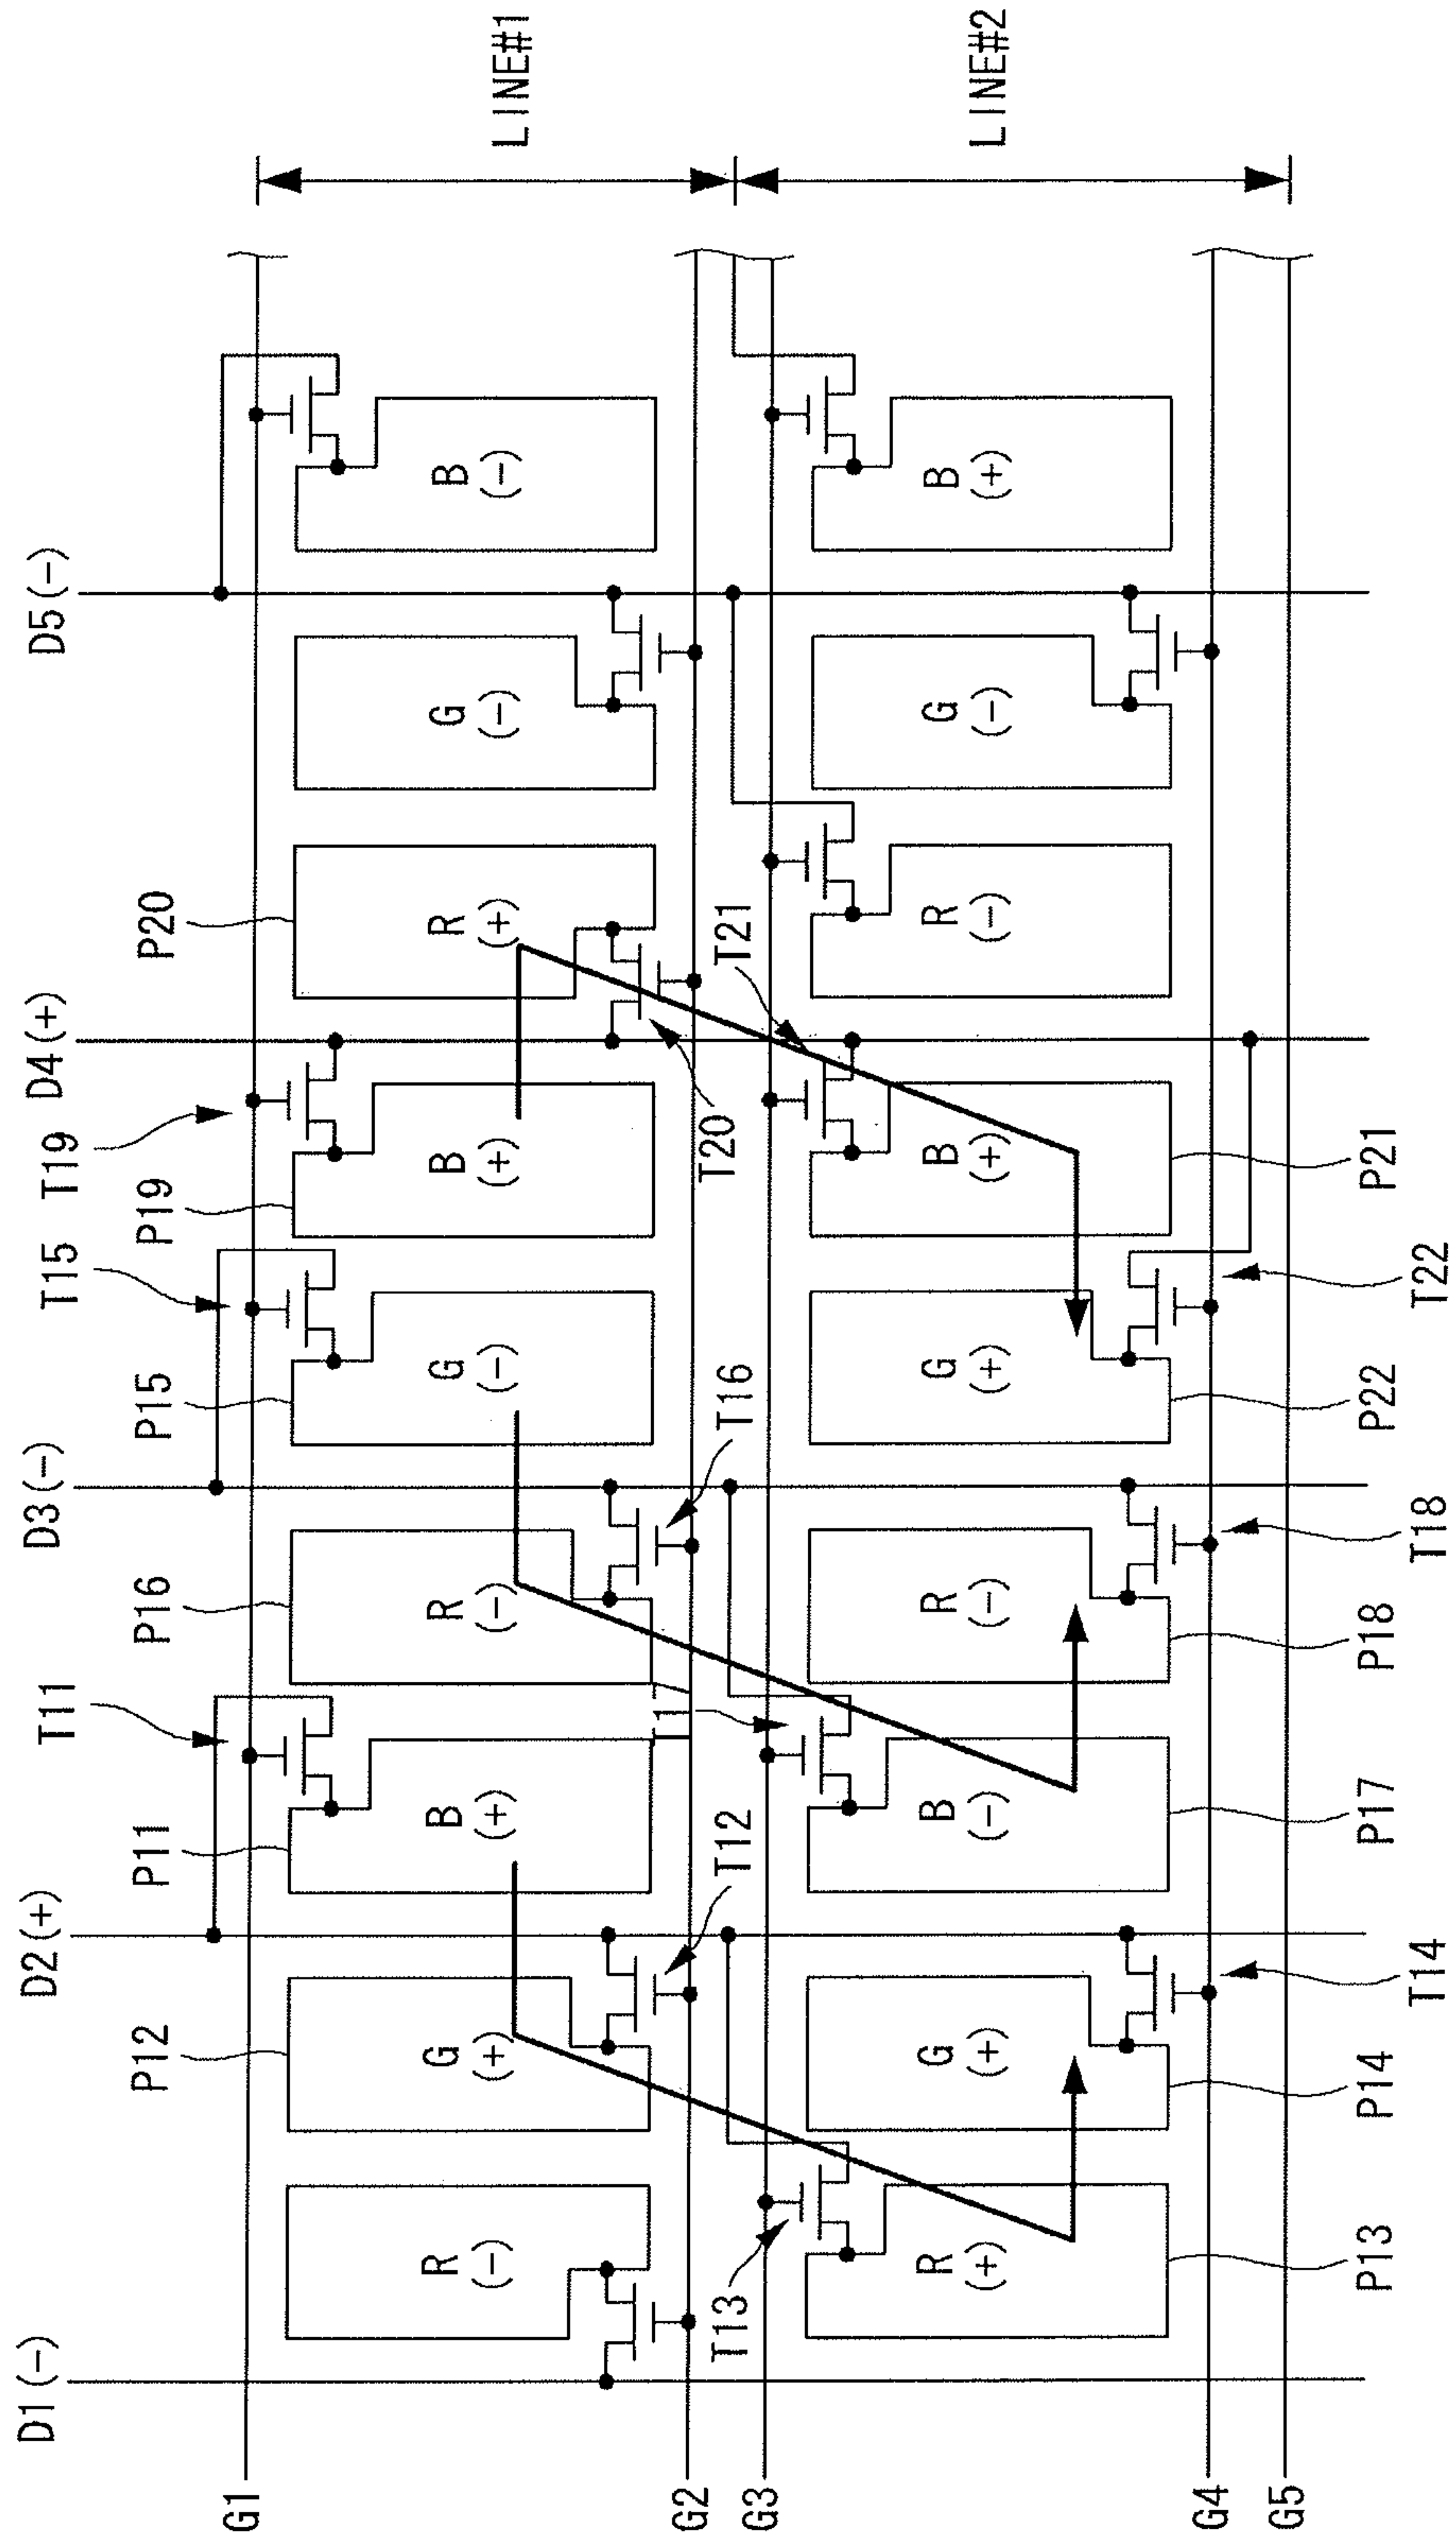 D1(-) D2(+) D3(-) D4(+) D5(-)
T11 T15 T19
P12 P11 P16 P15 P19 P20
G1
R G B R G B R G B
(-) (+) (+) (-) (-) (+) (+) (-) (-)
LINE#1
G2
T12 T16 T20
T13 T21
G3
R G B R G B R G B
(+) (+) (-) (-) (+) (+) (-) (-) (+)
LINE#2
G4
G5
P13 P14 P17 P18 P22 P21
T14 T18 T22